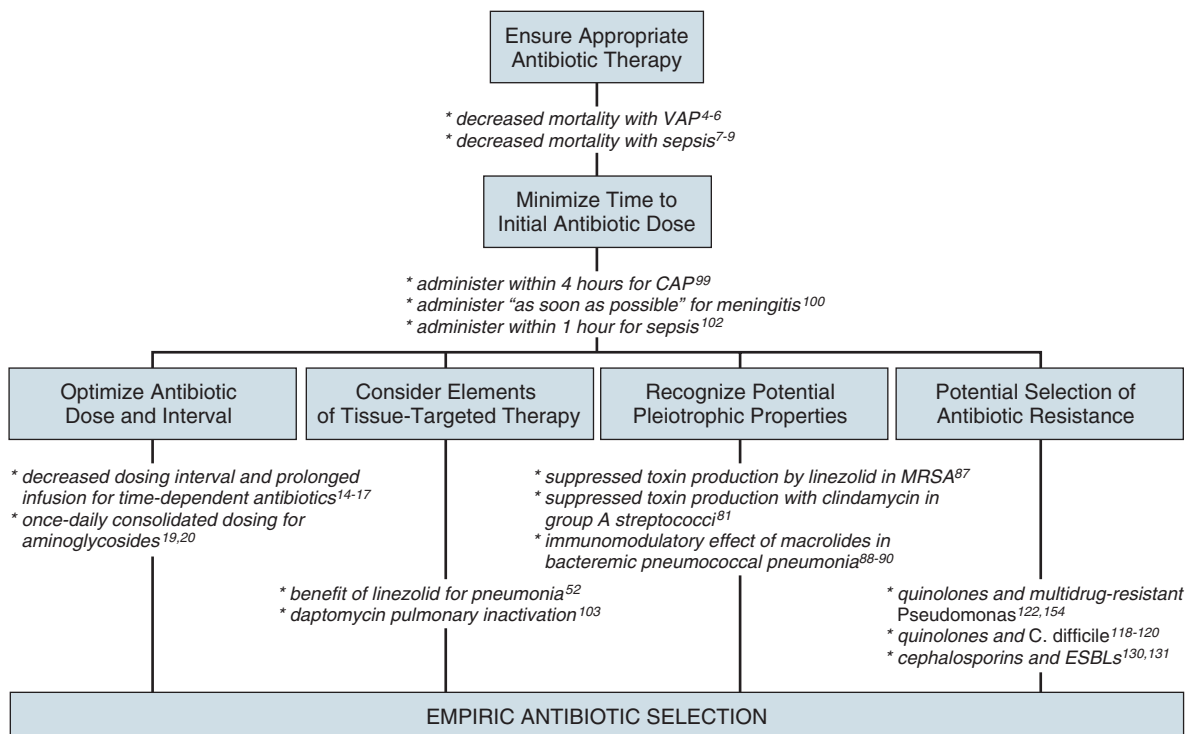 Ensure Appropriate
Antibiotic Therapy
* decreased mortality with VAP4-6
* decreased mortality with sepsis7-9
Minimize Time to
Initial Antibiotic Dose
* administer within 4 hours for CAP99
* administer “as soon as possible” for meningitis100
* administer within 1 hour for sepsis102
Optimize Antibiotic
Dose and Interval
* decreased dosing interval and prolonged
infusion for time-dependent antibiotics14-17
* once-daily consolidated dosing for
aminoglycosides19,20
Consider Elements
of Tissue-Targeted Therapy
* benefit of linezolid for pneumonia52
* daptomycin pulmonary inactivation103
Recognize Potential
Pleiotrophic Properties
* suppressed toxin production by linezolid in MRSA87
* suppressed toxin production with clindamycin in
group A streptococci81
* immunomodulatory effect of macrolides in
bacteremic pneumococcal pneumonia88-90
Potential Selection of
Antibiotic Resistance
* quinolones and multidrug-resistant
Pseudomonas122,154
* quinolones and C. difficile118-120
* cephalosporins and ESBLs130,131
EMPIRIC ANTIBIOTIC SELECTION